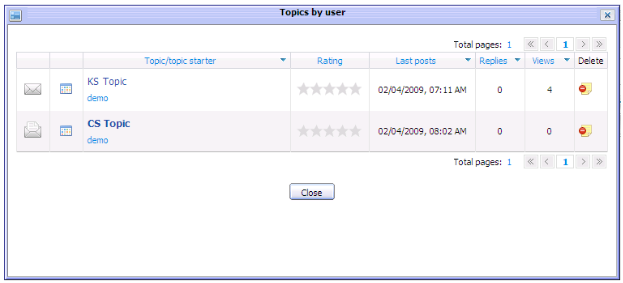 Topics by user
Total pages: 1 « < 1 > »
Topic/topic starter Rating Last posts Replies Views Delete
KS Topic
demo
02/04/2009, 07:11 AM 0 4
CS Topic
demo
02/04/2009, 08:02 AM 0 0
Total pages: 1 « < 1 > »
Close